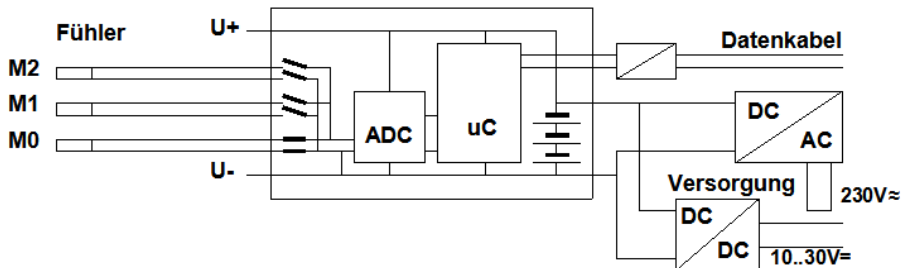 Fühler
U+
Datenkabel
M2
M1
M0
ADC
uC
DC
AC
U-
Versorgung
230V≈
DC
DC
10..30V=